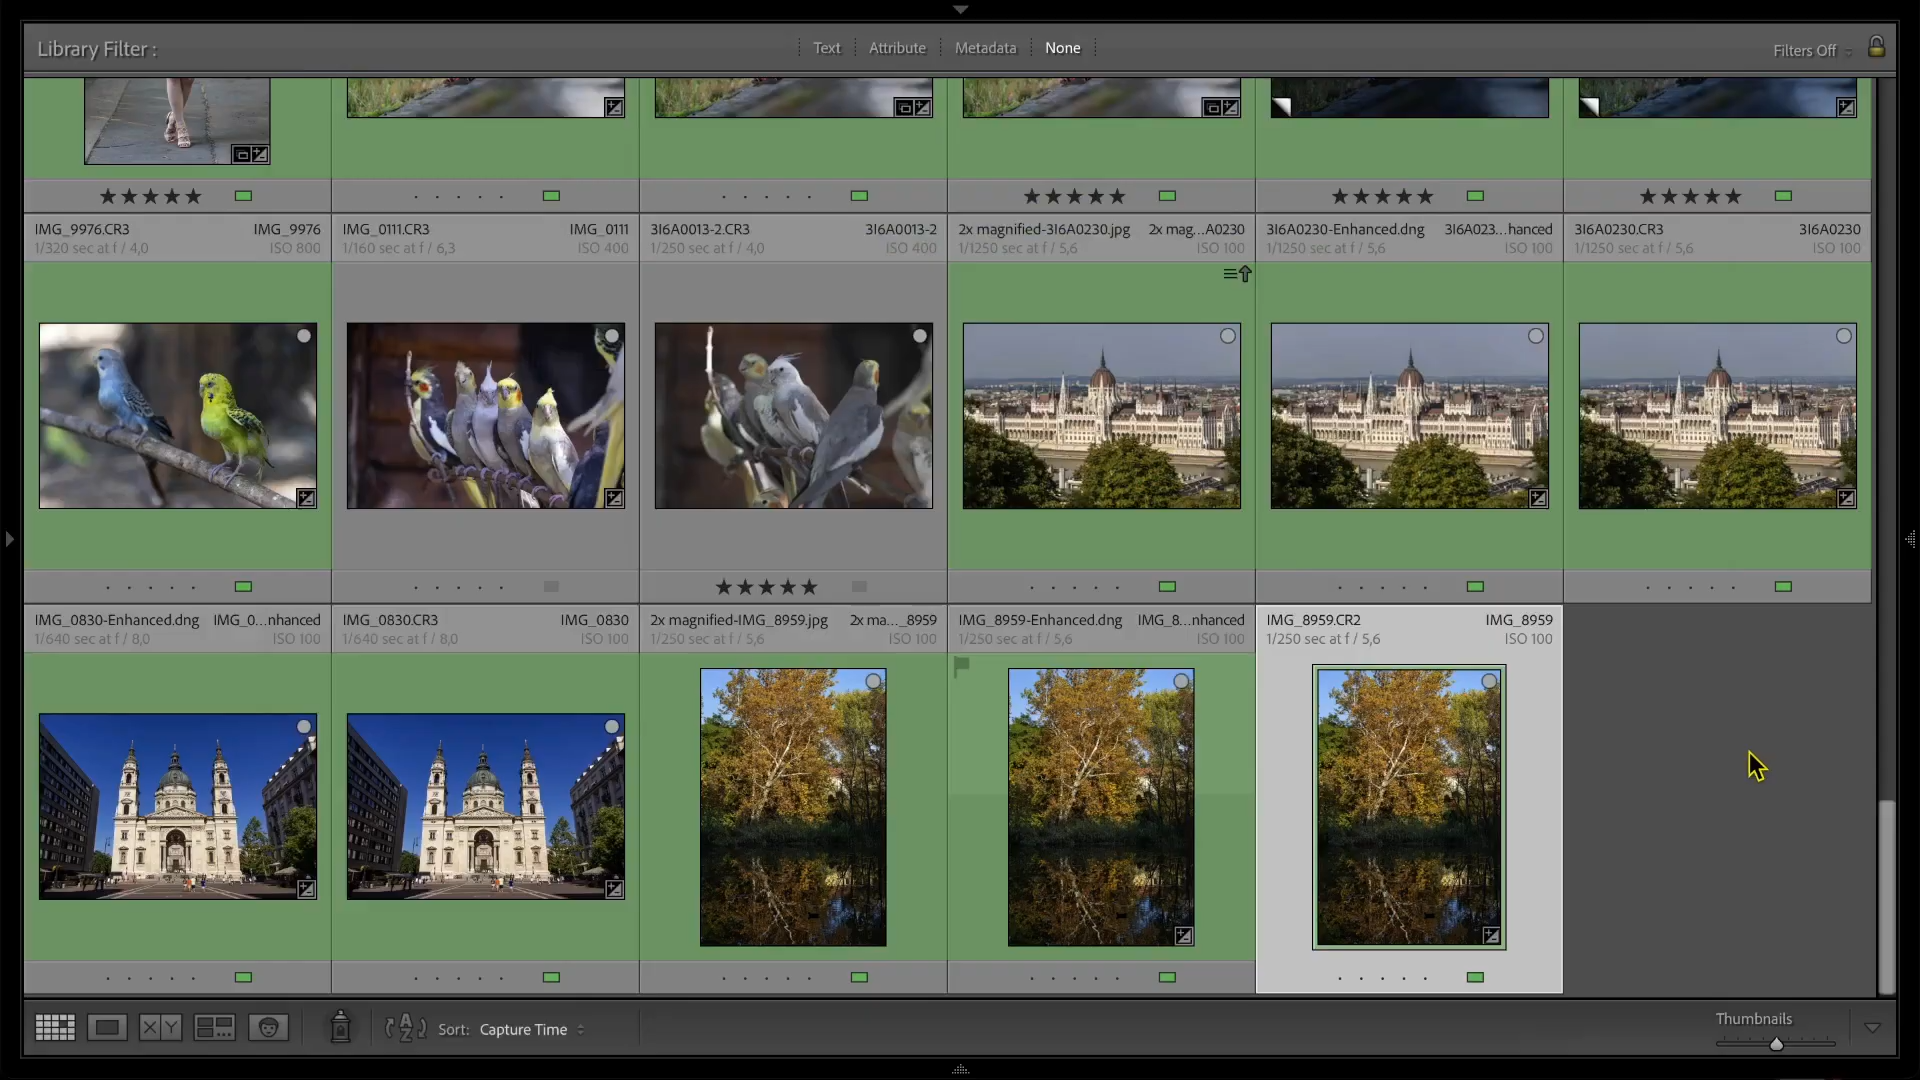 Library Filter :
Text Attribute Metadata None
Filters Off
IMG_9976.CR3 IMG_9976
1/320 sec at f / 4,0 ISO 800
IMG_0111.CR3 IMG_0111
1/160 sec at f / 6,3 ISO 400
3I6A0013-2.CR3 3I6A0013-2
1/250 sec at f / 4,0 ISO 400
2x magnified-3I6A0230.jpg 2x mag...A0230
1/1250 sec at f / 5,6 ISO 100
3I6A0230-Enhanced.dng 3I6A023...hanced
1/1250 sec at f / 5,6 ISO 100
3I6A0230.CR3 3I6A0230
1/1250 sec at f / 5,6 ISO 100
IMG_0830-Enhanced.dng IMG_0...nhanced
1/640 sec at f / 8,0 ISO 100
IMG_0830.CR3 IMG_0830
1/640 sec at f / 8,0 ISO 100
2x magnified-IMG_8959.jpg 2x ma..._8959
1/250 sec at f / 5,6 ISO 100
IMG_8959-Enhanced.dng IMG_8...nhanced
1/250 sec at f / 5,6 ISO 100
IMG_8959.CR2 IMG_8959
1/250 sec at f / 5,6 ISO 100
X Y
A Z
Sort: Capture Time
Thumbnails